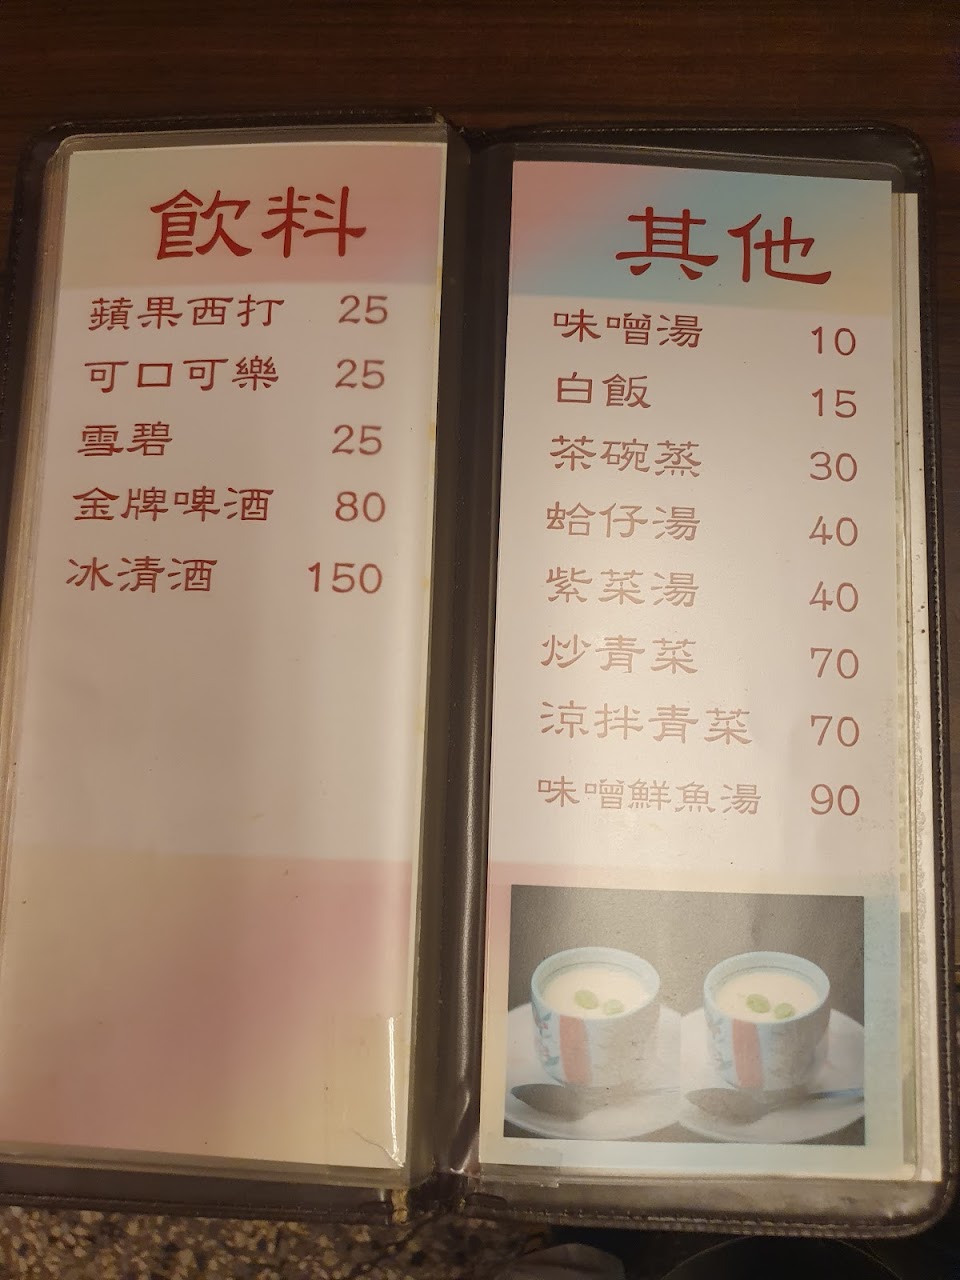 飲料
蘋果西打 25
可口可樂 25
雪碧 25
金牌啤酒 80
冰清酒 150
其他
味噌湯 10
白飯 15
茶碗蒸 30
蛤仔湯 40
紫菜湯 40
炒青菜 70
涼拌青菜 70
味噌鮮魚湯 90